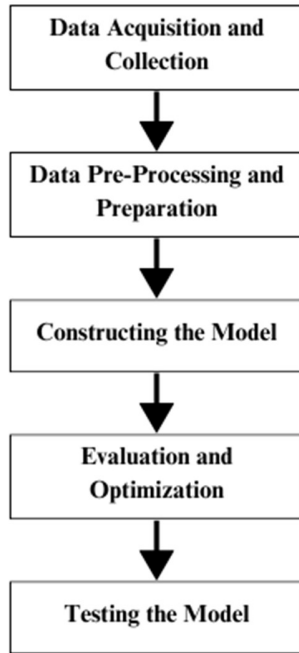 Data Acquisition and
Collection
Data Pre-Processing and
Preparation
Constructing the Model
Evaluation and
Optimization
Testing the Model